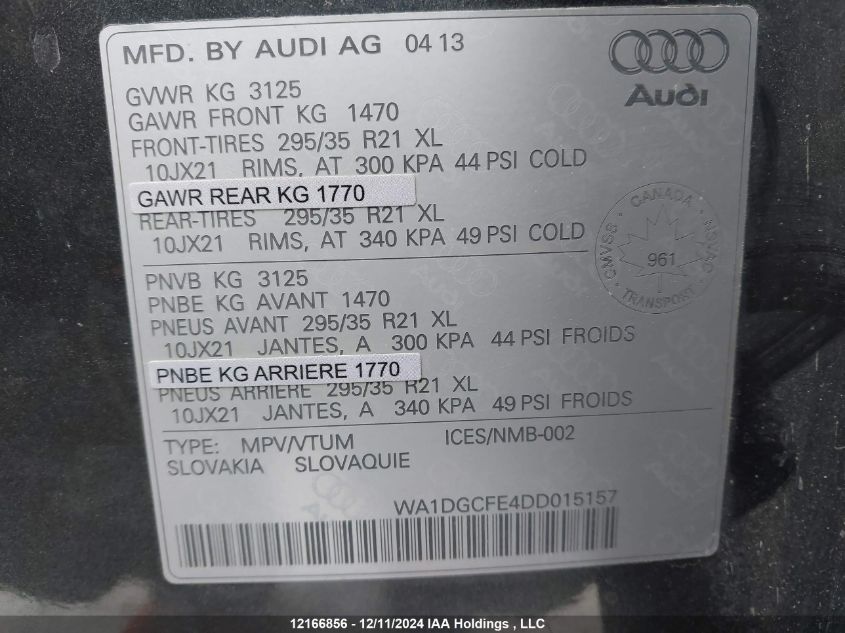 MFD. BY AUDI AG 04 13
Audi
GVWR KG 3125
GAWR FRONT KG 1470
FRONT-TIRES 295/35 R21 XL
10JX21 RIMS, AT 300 KPA 44 PSI COLD
GAWR REAR KG 1770
REAR-TIRES 295/35 R21 XL
10JX21 RIMS, AT 340 KPA 49 PSI COLD
CANADA
CMVSS 961 ASVAC
TRANSPORT
PNVB KG 3125
PNBE KG AVANT 1470
PNEUS AVANT 295/35 R21 XL
10JX21 JANTES, A 300 KPA 44 PSI FROIDS
PNBE KG ARRIERE 1770
PNEUS ARRIERE 295/35 R21 XL
10JX21 JANTES, A 340 KPA 49 PSI FROIDS
TYPE: MPV/VTUM ICES/NMB-002
SLOVAKIA SLOVAQUIE
WA1DGCFE4DD015157
12166856 - 12/11/2024 IAA Holdings , LLC